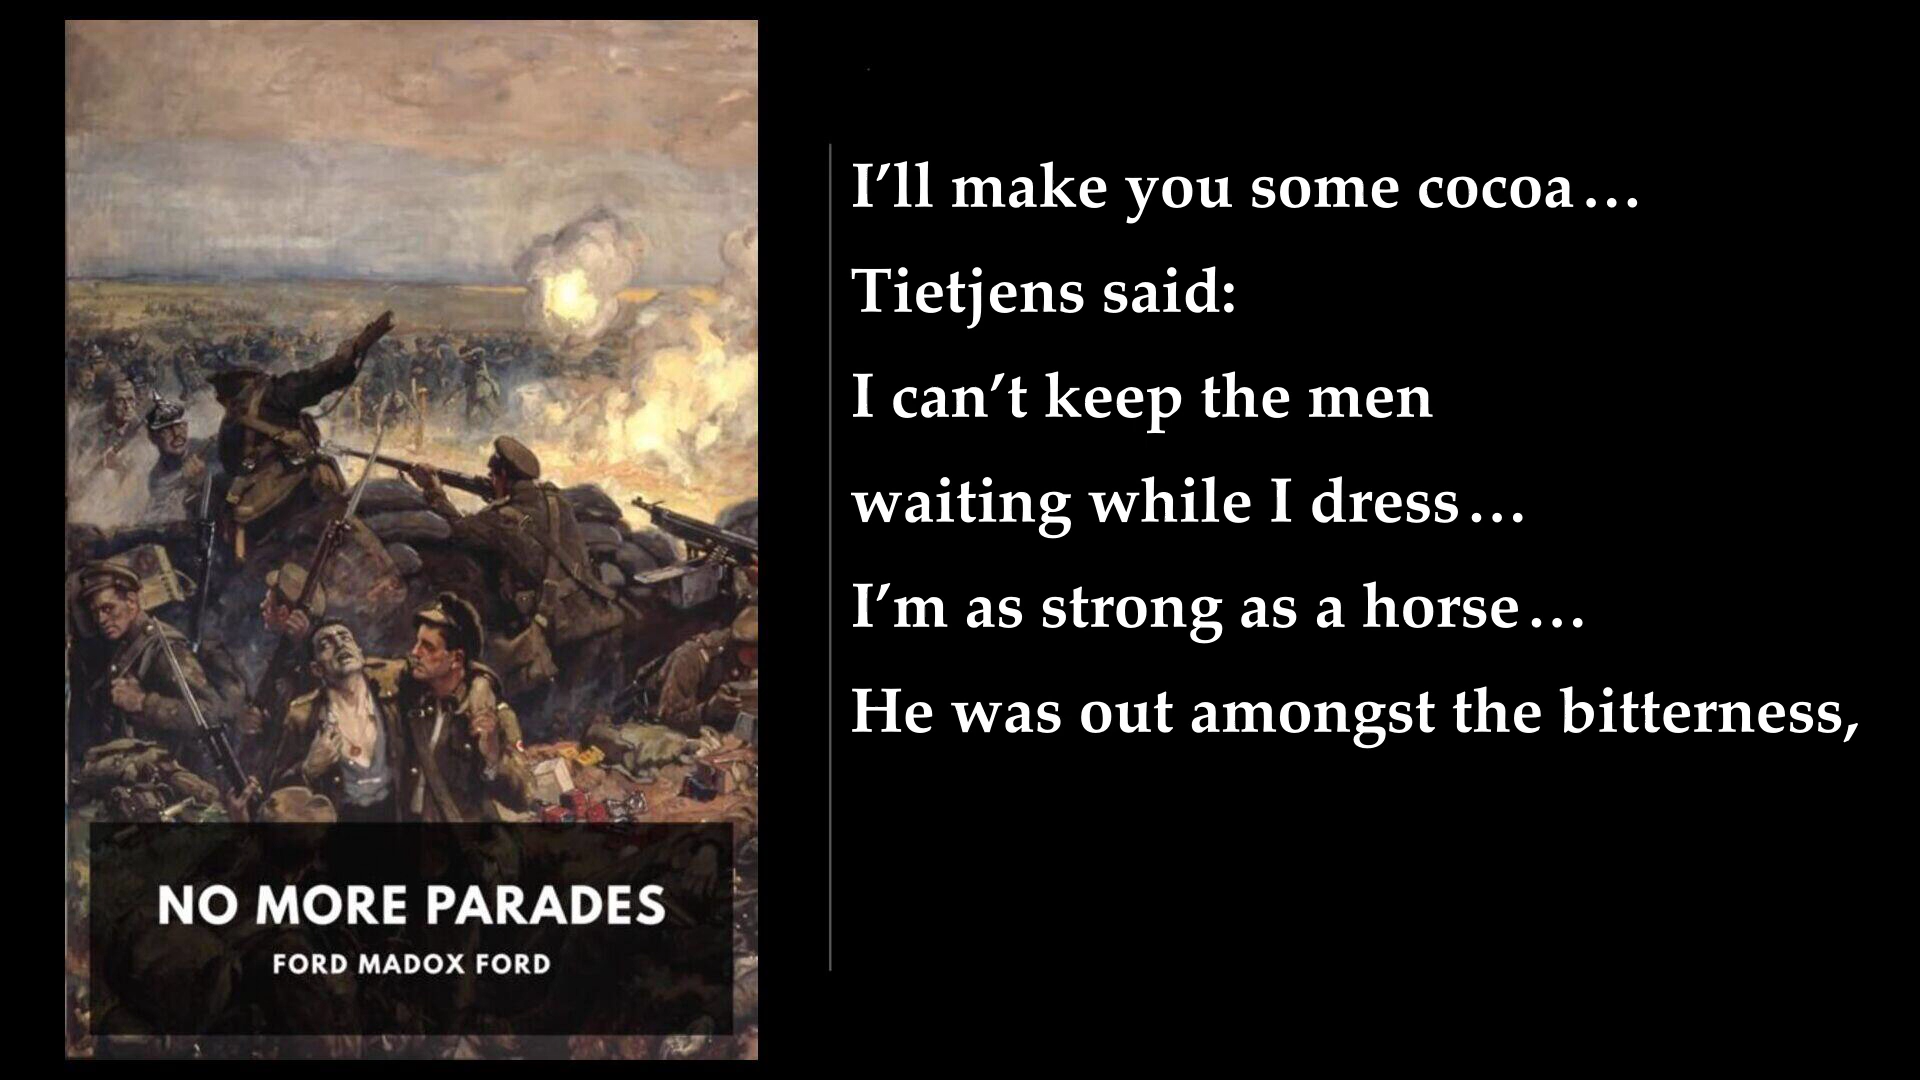 NO MORE PARADES
FORD MADOX FORD
I’ll make you some cocoa…
Tietjens said:
I can’t keep the men
waiting while I dress…
I’m as strong as a horse…
He was out amongst the bitterness,